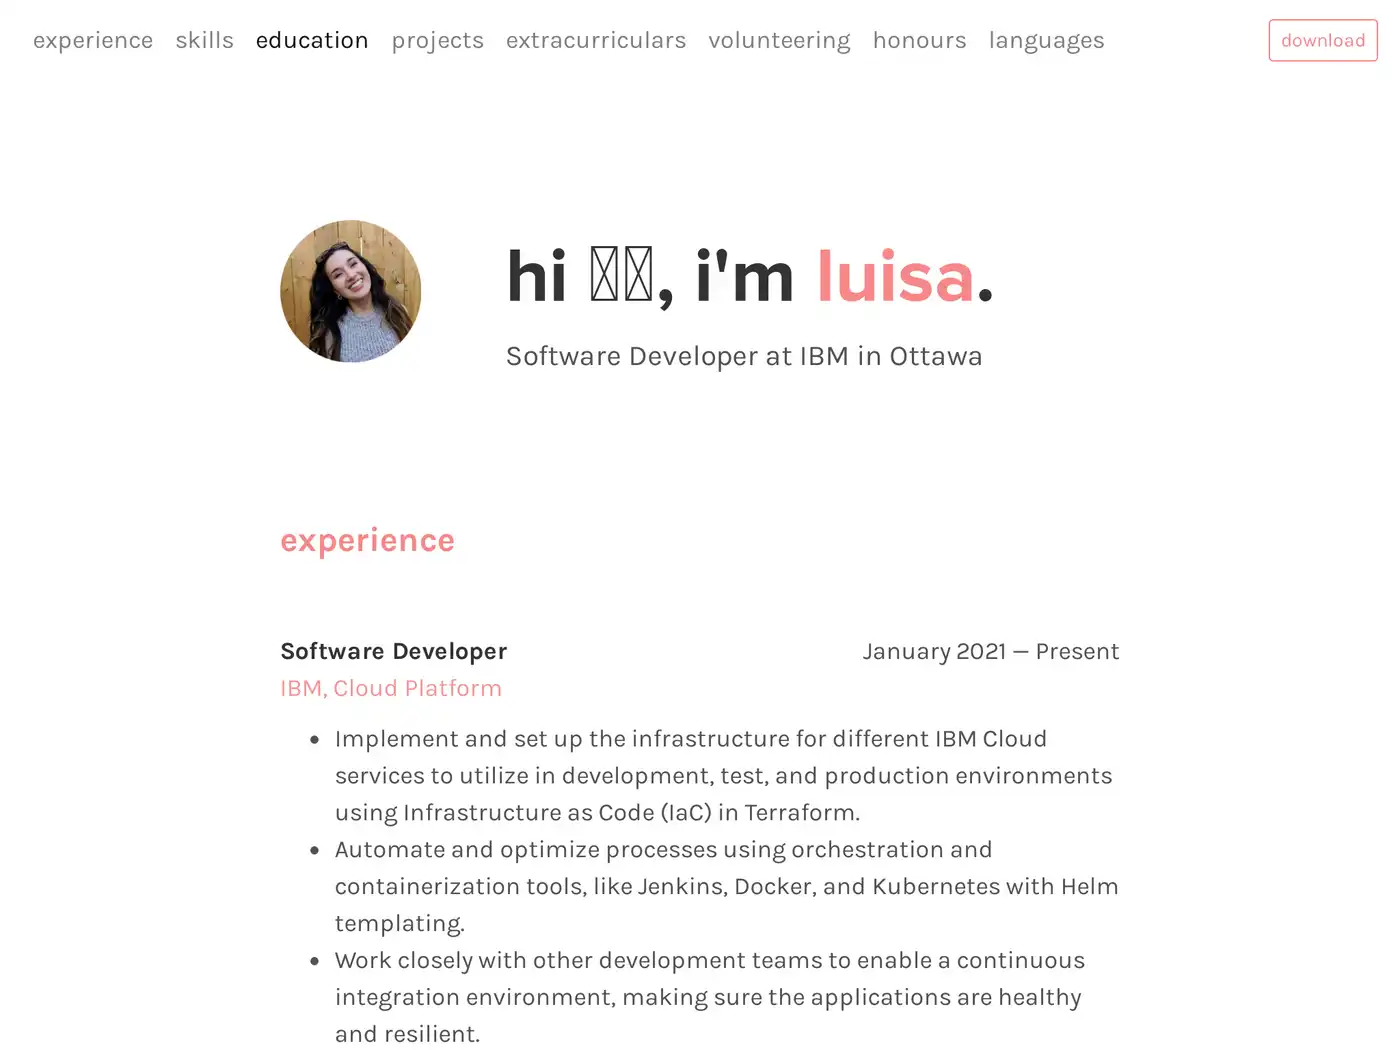 experience skills education projects extracurriculars volunteering honours languages download
hi , i'm luisa.
Software Developer at IBM in Ottawa
experience
Software Developer January 2021 — Present
IBM, Cloud Platform
• Implement and set up the infrastructure for different IBM Cloud
services to utilize in development, test, and production environments
using Infrastructure as Code (IaC) in Terraform.
• Automate and optimize processes using orchestration and
containerization tools, like Jenkins, Docker, and Kubernetes with Helm
templating.
• Work closely with other development teams to enable a continuous
integration environment, making sure the applications are healthy
and resilient.